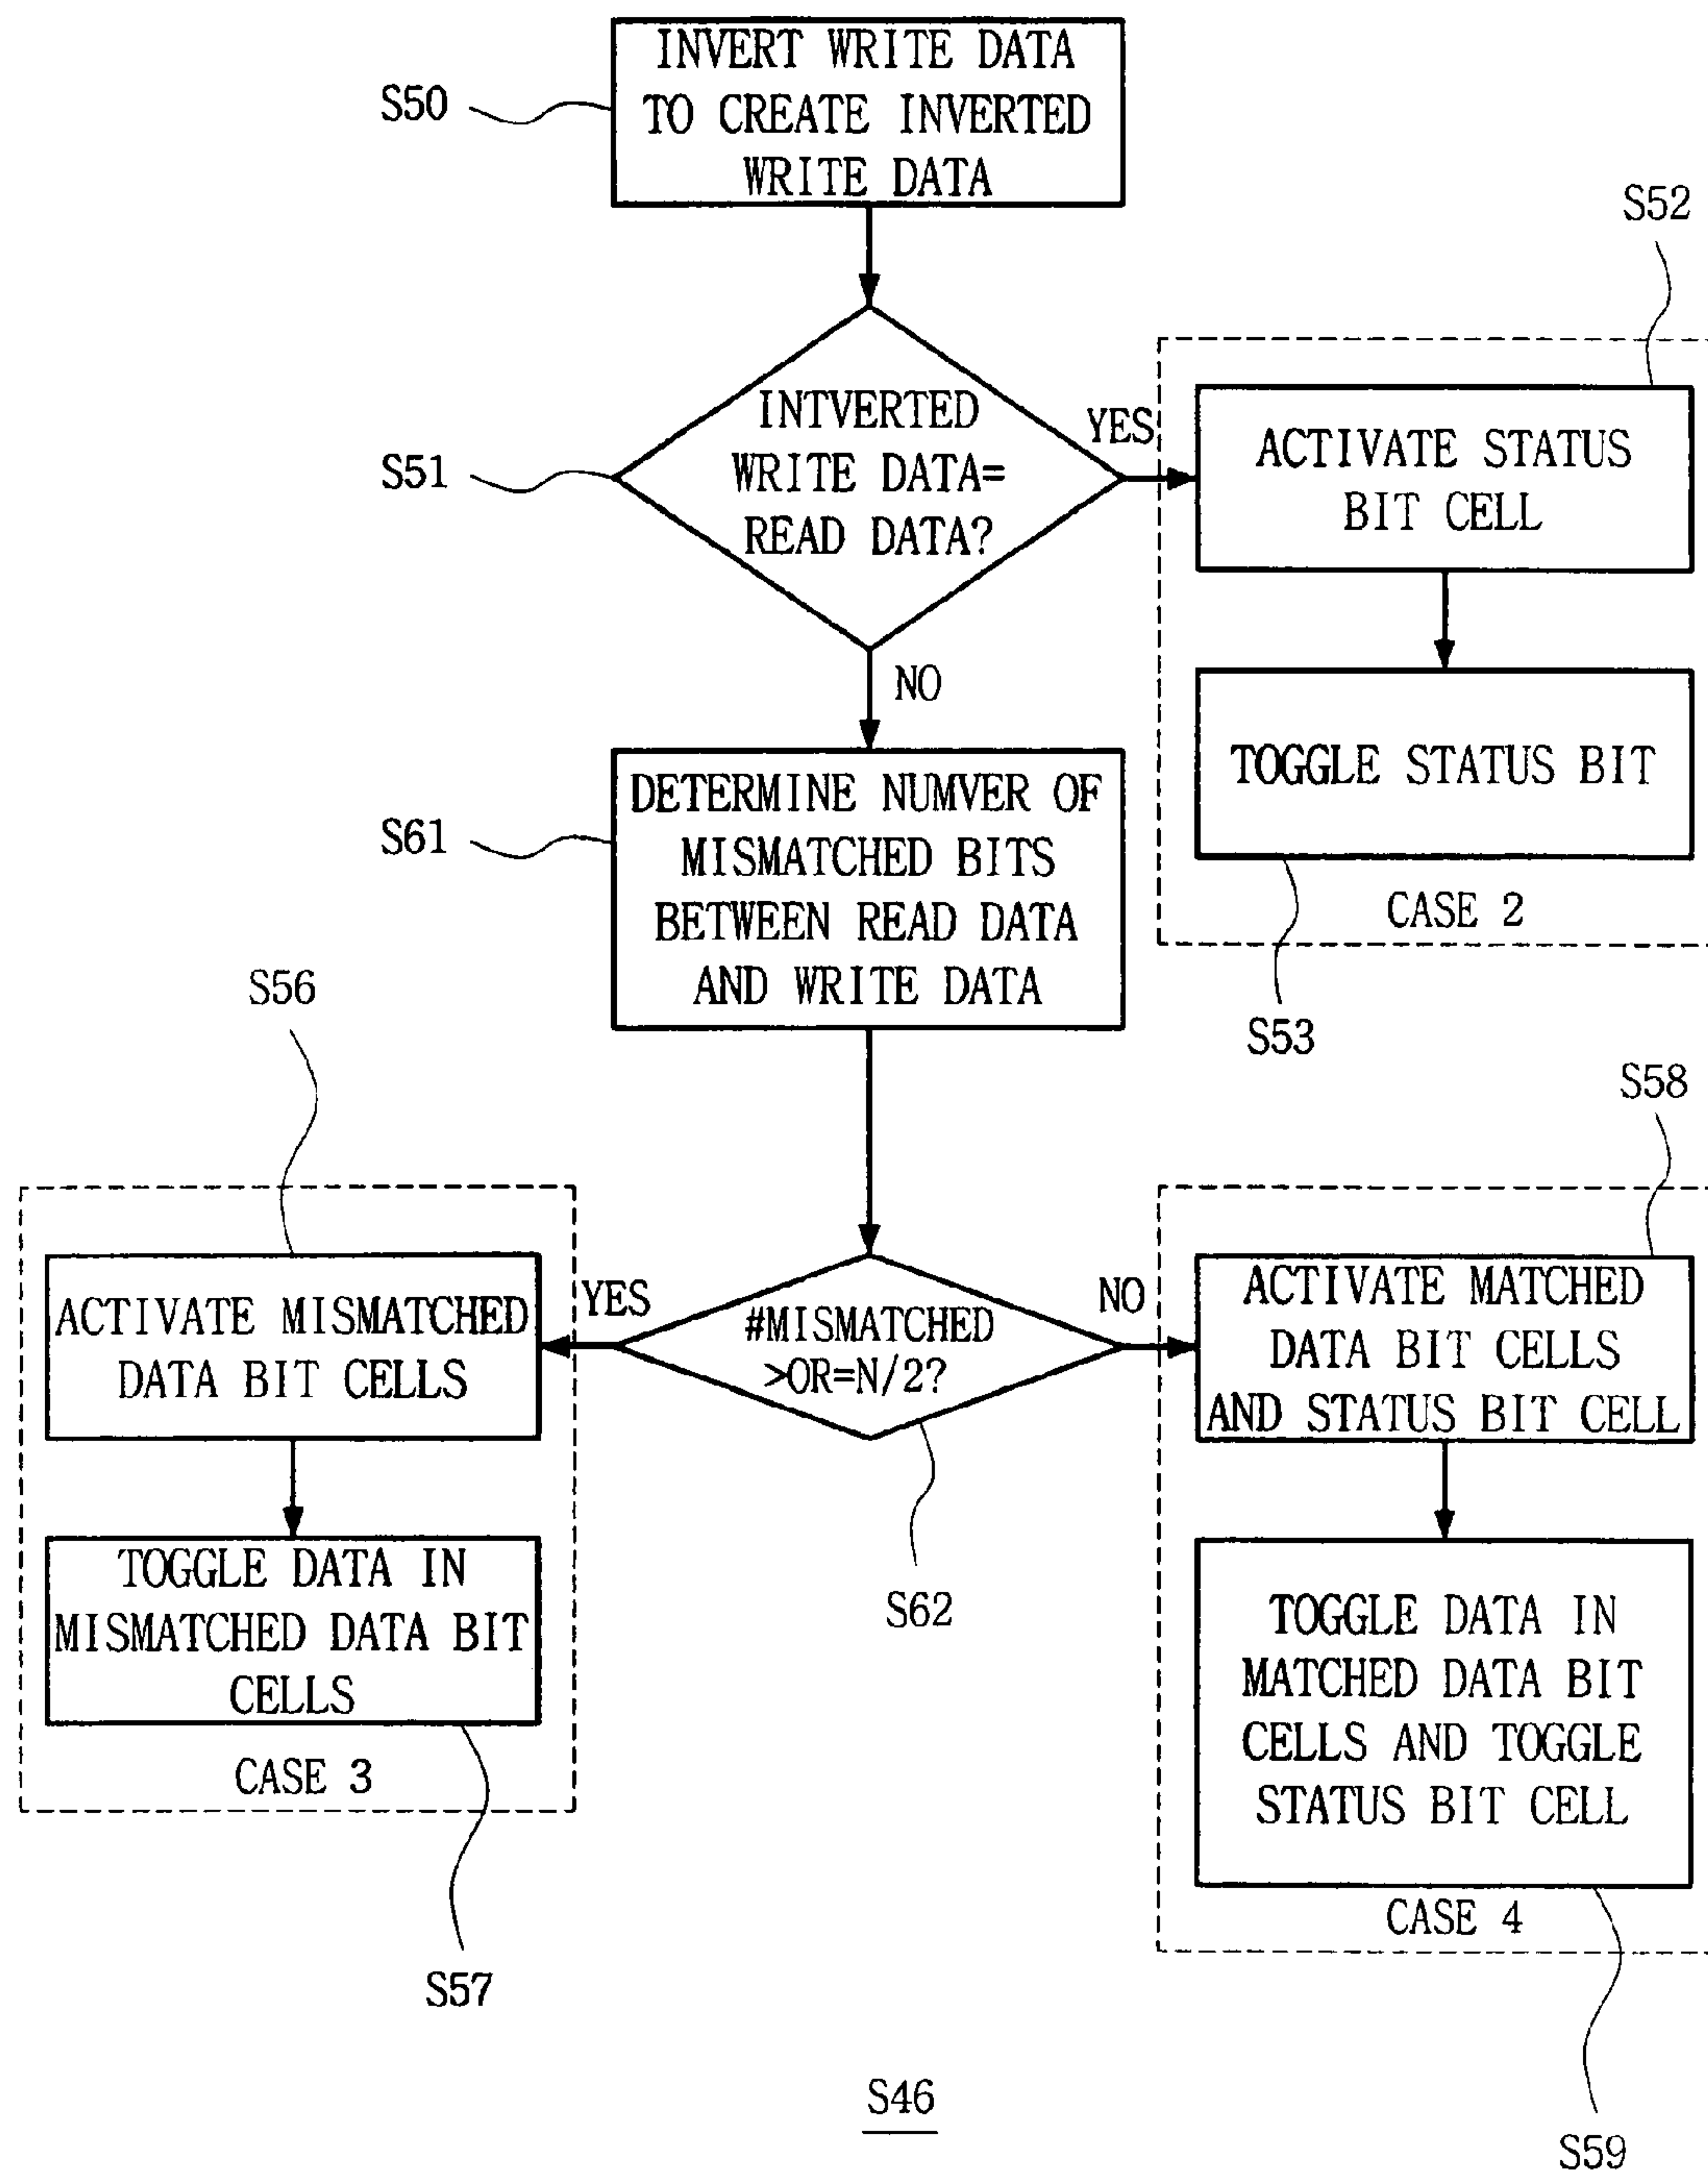 INVERT WRITE DATA
TO CREATE INVERTED
WRITE DATA
S50
S52
INTVERTED
WRITE DATA=
READ DATA?
S51
YES
ACTIVATE STATUS
BIT CELL
NO
TOGGLE STATUS BIT
CASE 2
S53
DETERMINE NUMVER OF
MISMATCHED BITS
BETWEEN READ DATA
AND WRITE DATA
S61
S56
S58
ACTIVATE MISMATCHED
DATA BIT CELLS
YES
#MISMATCHED
>OR=N/2?
NO
ACTIVATE MATCHED
DATA BIT CELLS
AND STATUS BIT CELL
S62
TOGGLE DATA IN
MISMATCHED DATA BIT
CELLS
CASE 3
S57
TOGGLE DATA IN
MATCHED DATA BIT
CELLS AND TOGGLE
STATUS BIT CELL
CASE 4
S59
S46